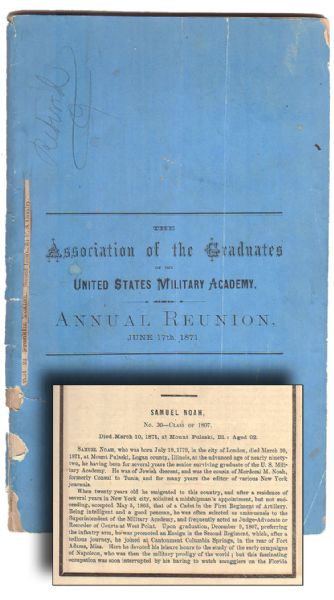 THE
Association of the Graduates
OF THE
UNITED STATES MILITARY ACADEMY.
ANNUAL REUNION,
JUNE 17th, 1871.
SAMUEL NOAH,
No. 30—CLASS OF 1807.
Died March 10, 1871, at Mount Pulaski, Ill.: Aged 92.
SAMUEL NOAH, who was born July 19, 1779, in the city of London, died March 10,
1871, at Mount Pulaski, Logan county, Illinois, at the advanced age of nearly ninety-
two, he having been for several years the senior surviving graduate of the U. S. Mili-
tary Academy. He was of Jewish descent, and was the cousin of Mordecai M. Noah,
formerly Consul to Tunis, and for many years the editor of various New York
journals.
When twenty years old he emigrated to this country, and after a residence of
several years in New York city, solicited a midshipman's appointment, but not suc-
ceeding, accepted May 5, 1805, that of a Cadet in the First Regiment of Artillery.
Being intelligent and a good penman, he was often selected as amanuensis to the
Superintendent of the Military Academy, and frequently acted as Judge-Advocate or
Recorder of Courts at West Point. Upon graduation, December 9, 1807, preferring
the infantry arm, he was promoted an Ensign in the Second Regiment, which, after a
tedious journey, he joined at Cantonment Columbia Springs, in the rear of Fort
Adams, Miss. Here he devoted his leisure hours to the study of the early campaigns
of Napoleon, who was then the military prodigy of the world; but this fascinating
occupation was soon interrupted by his having to watch smugglers on the Florida